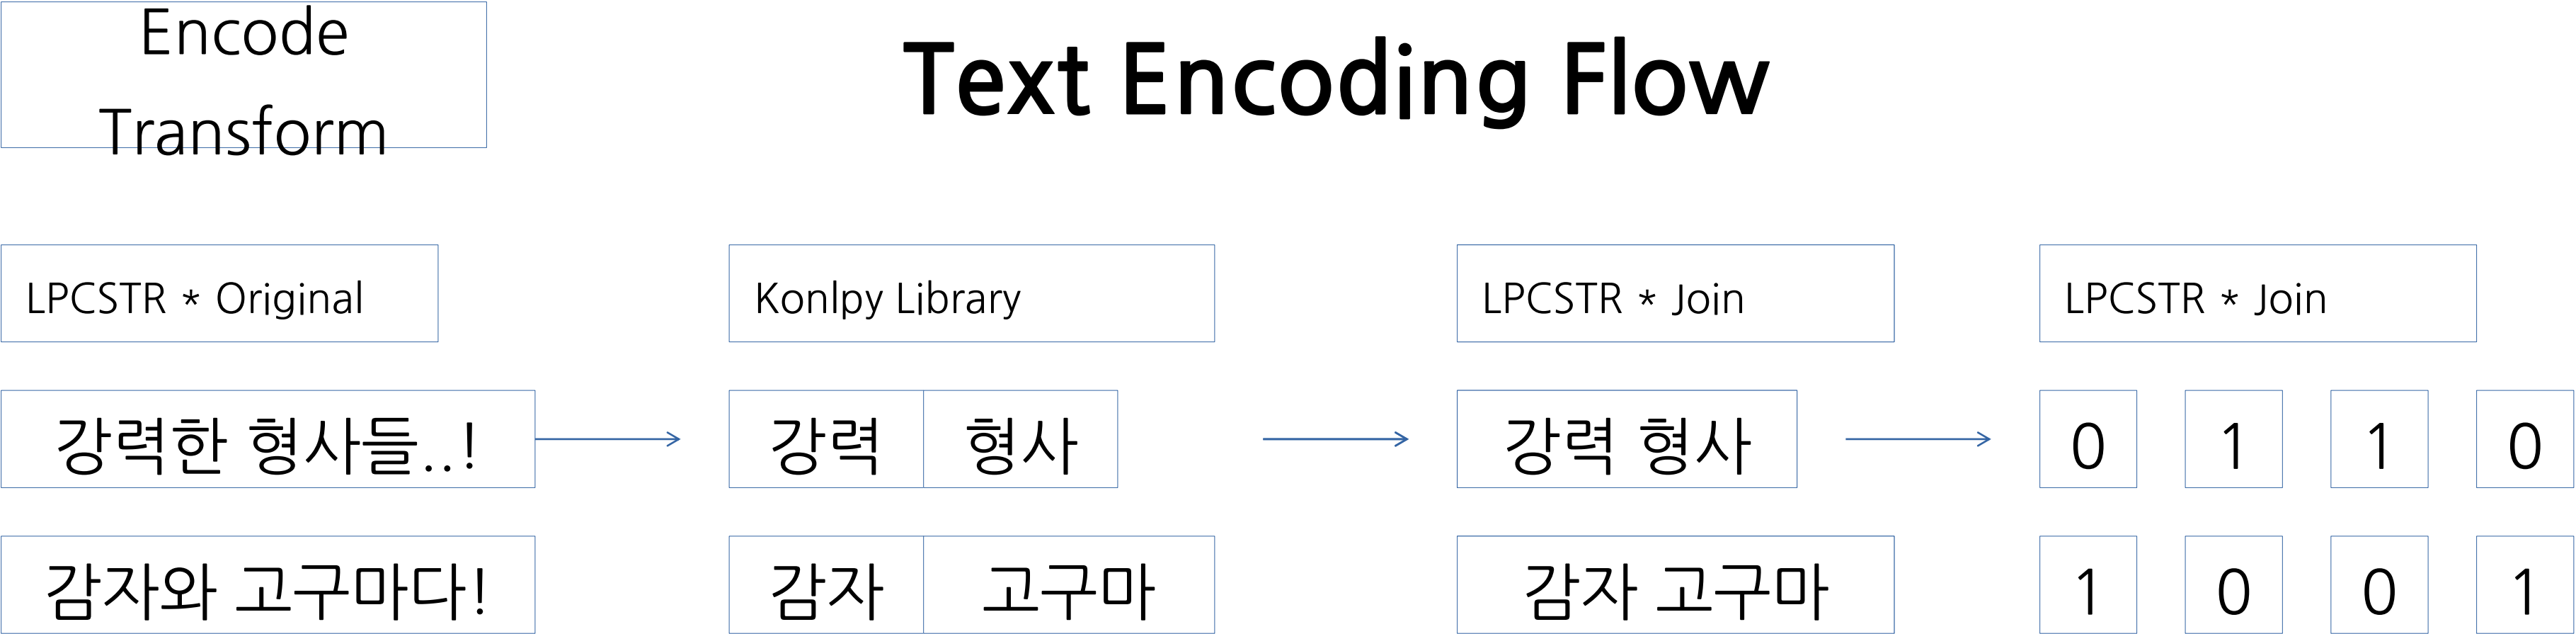 Encode
Transform
Text Encoding Flow
LPCSTR * Original
Konlpy Library
LPCSTR * Join
LPCSTR * Join
강력한 형사들..!
강력
형사
강력 형사
0 1 1 0
감자와 고구마다!
감자
고구마
감자 고구마
1 0 0 1